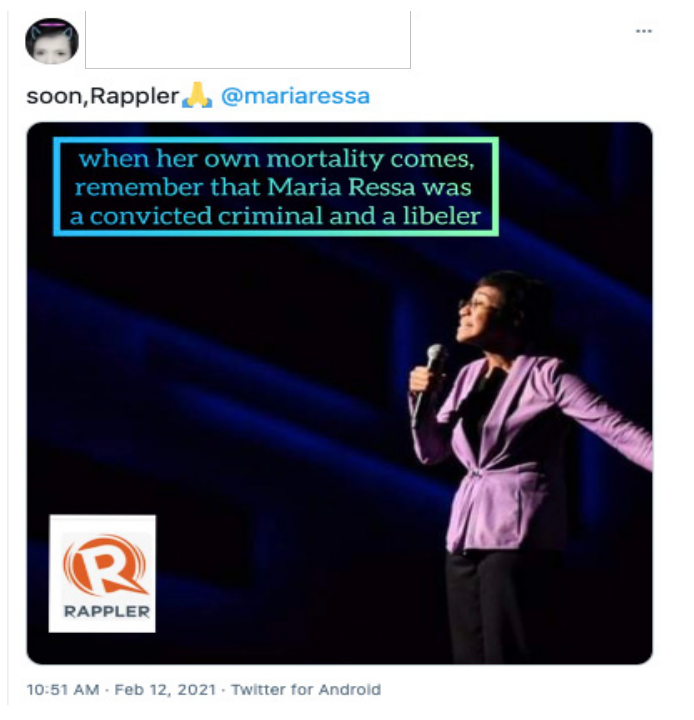 soon,Rappler🙏 @mariaressa
when her own mortality comes,
remember that Maria Ressa was
a convicted criminal and a libeler
RAPPLER
10:51 AM · Feb 12, 2021 · Twitter for Android